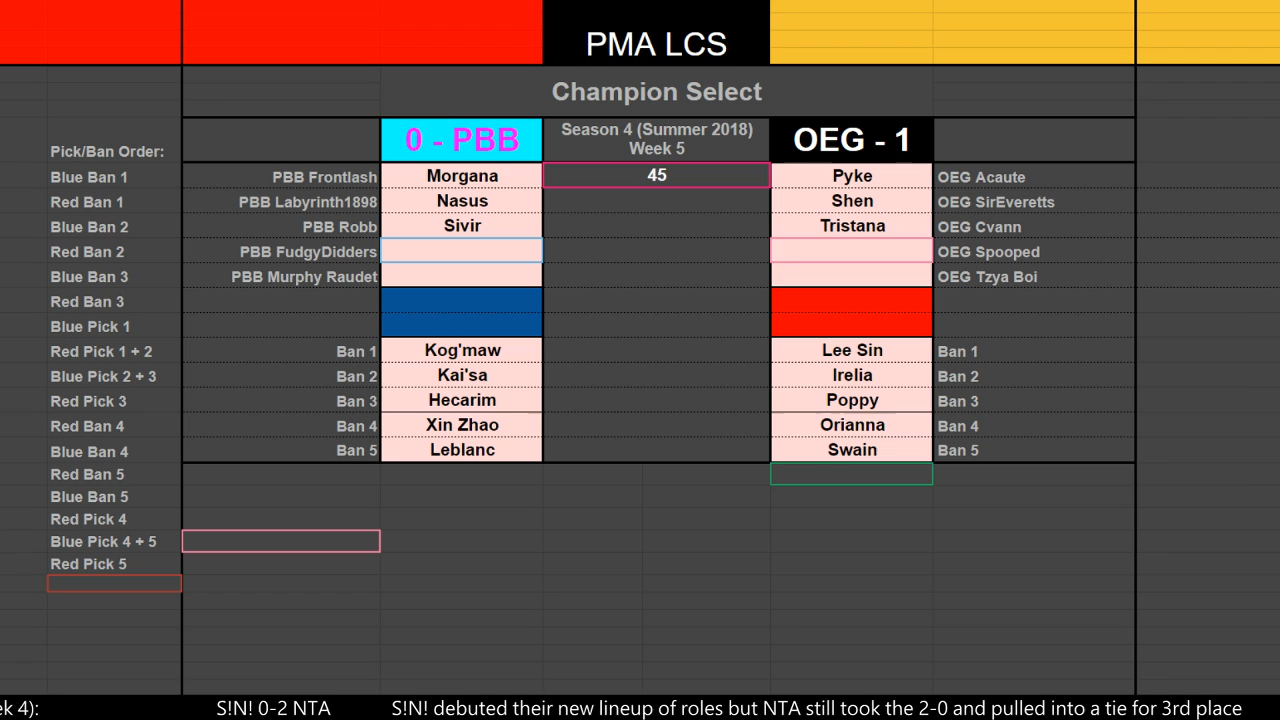 PMA LCS
Champion Select
0 - PBB
Season 4 (Summer 2018)
Week 5
OEG - 1
Pick/Ban Order:
Blue Ban 1 PBB Frontlash Morgana 45 Pyke OEG Acaute
Red Ban 1 PBB Labyrinth1898 Nasus Shen OEG SirEveretts
Blue Ban 2 PBB Robb Sivir Tristana OEG Cvann
Red Ban 2 PBB FudgyDidders OEG Spooped
Blue Ban 3 PBB Murphy Raudet OEG Tzya Boi
Red Ban 3
Blue Pick 1
Red Pick 1 + 2 Ban 1 Kog'maw Lee Sin Ban 1
Blue Pick 2 + 3 Ban 2 Kai'sa Irelia Ban 2
Red Pick 3 Ban 3 Hecarim Poppy Ban 3
Red Ban 4 Ban 4 Xin Zhao Orianna Ban 4
Blue Ban 4 Ban 5 Leblanc Swain Ban 5
Red Ban 5
Blue Ban 5
Red Pick 4
Blue Pick 4 + 5
Red Pick 5
ek 4): S!N! 0-2 NTA S!N! debuted their new lineup of roles but NTA still took the 2-0 and pulled into a tie for 3rd place